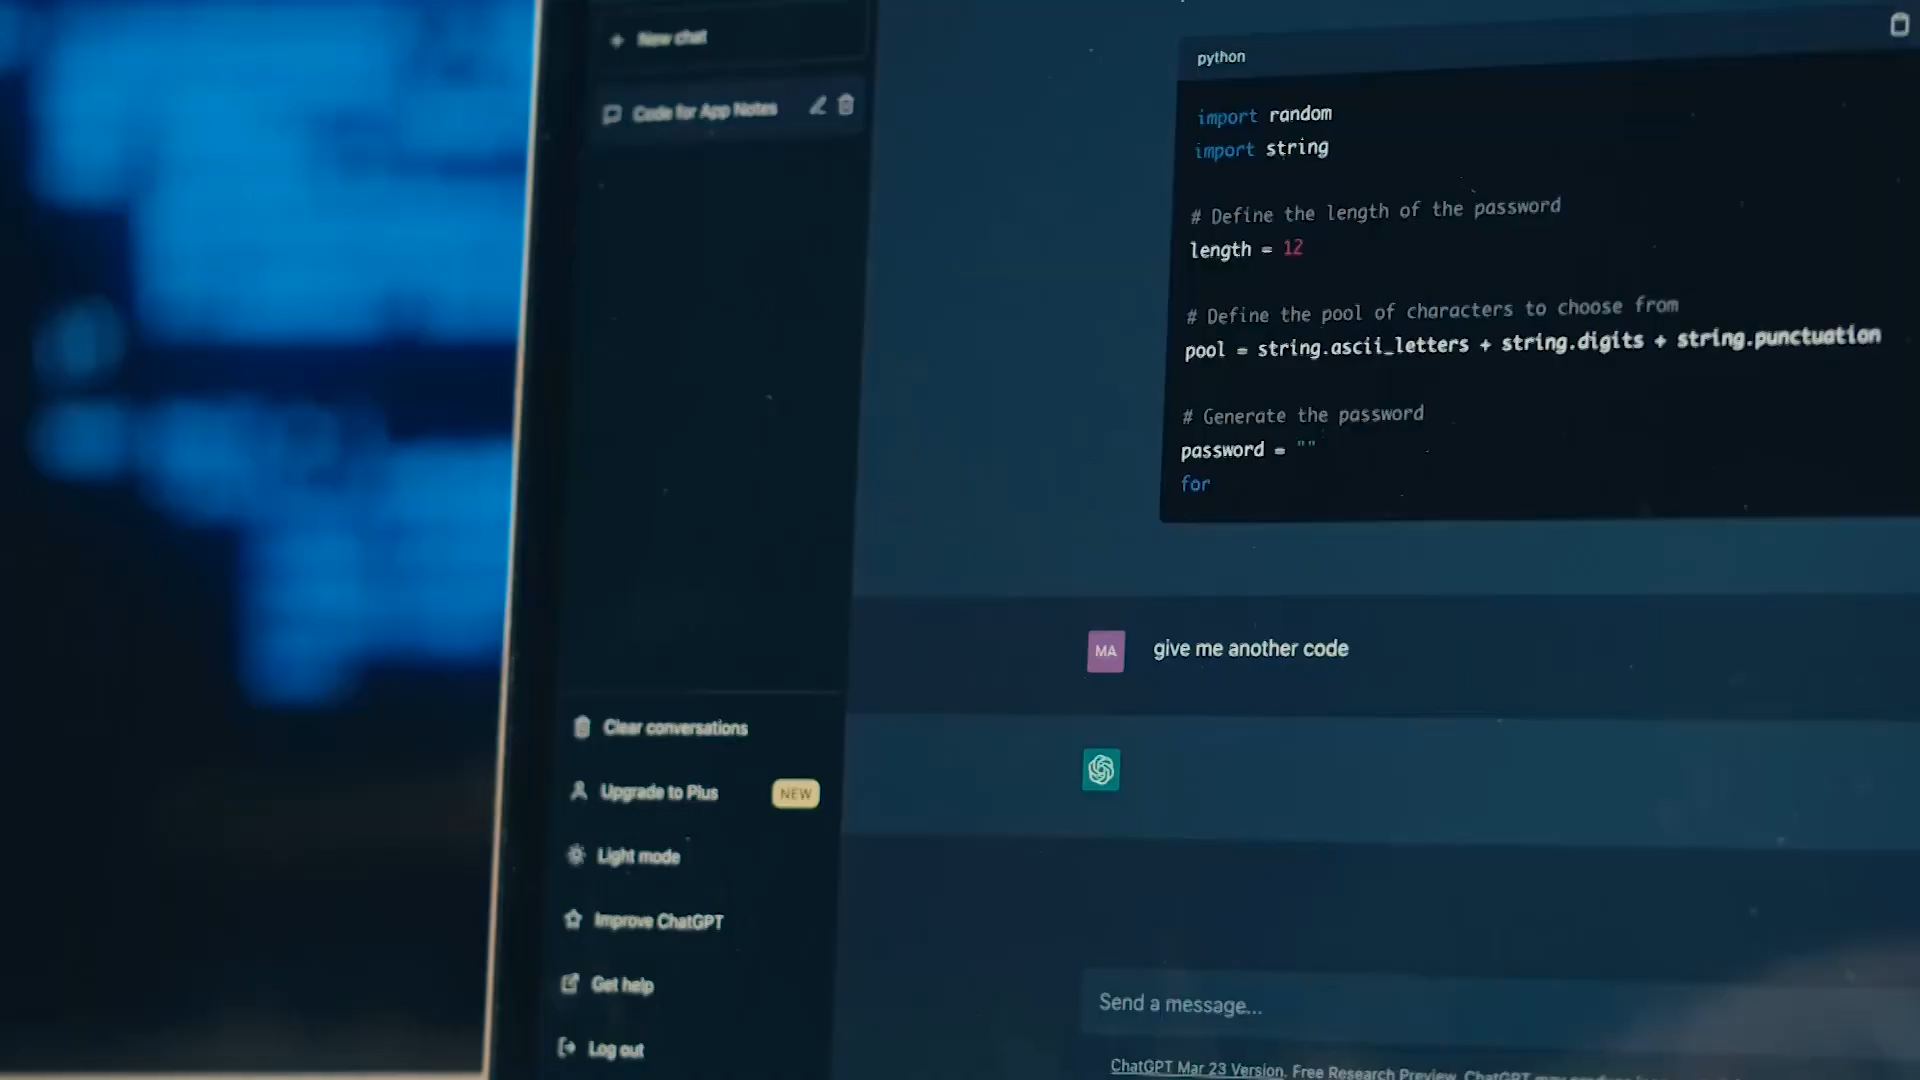 New chat
Code for App Notes
Clear conversations
Upgrade to Plus
NEW
Light mode
Improve ChatGPT
Get help
Log out
python
import random
import string
# Define the length of the password
length = 12
# Define the pool of characters to choose from
pool = string.ascii_letters + string.digits + string.punctuation
# Generate the password
password = ""
for
MA
give me another code
Send a message...
ChatGPT Mar 23 Version. Free Research Preview. ChatGPT may produce